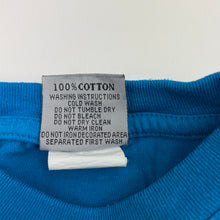 100% COTTON
WASHING INSTRUCTIONS
COLD WASH
DO NOT TUMBLE DRY
DO NOT BLEACH
DO NOT DRY CLEAN
WARM IRON
DO NOT IRON DECORATED AREA
SEPARATED FIRST WASH